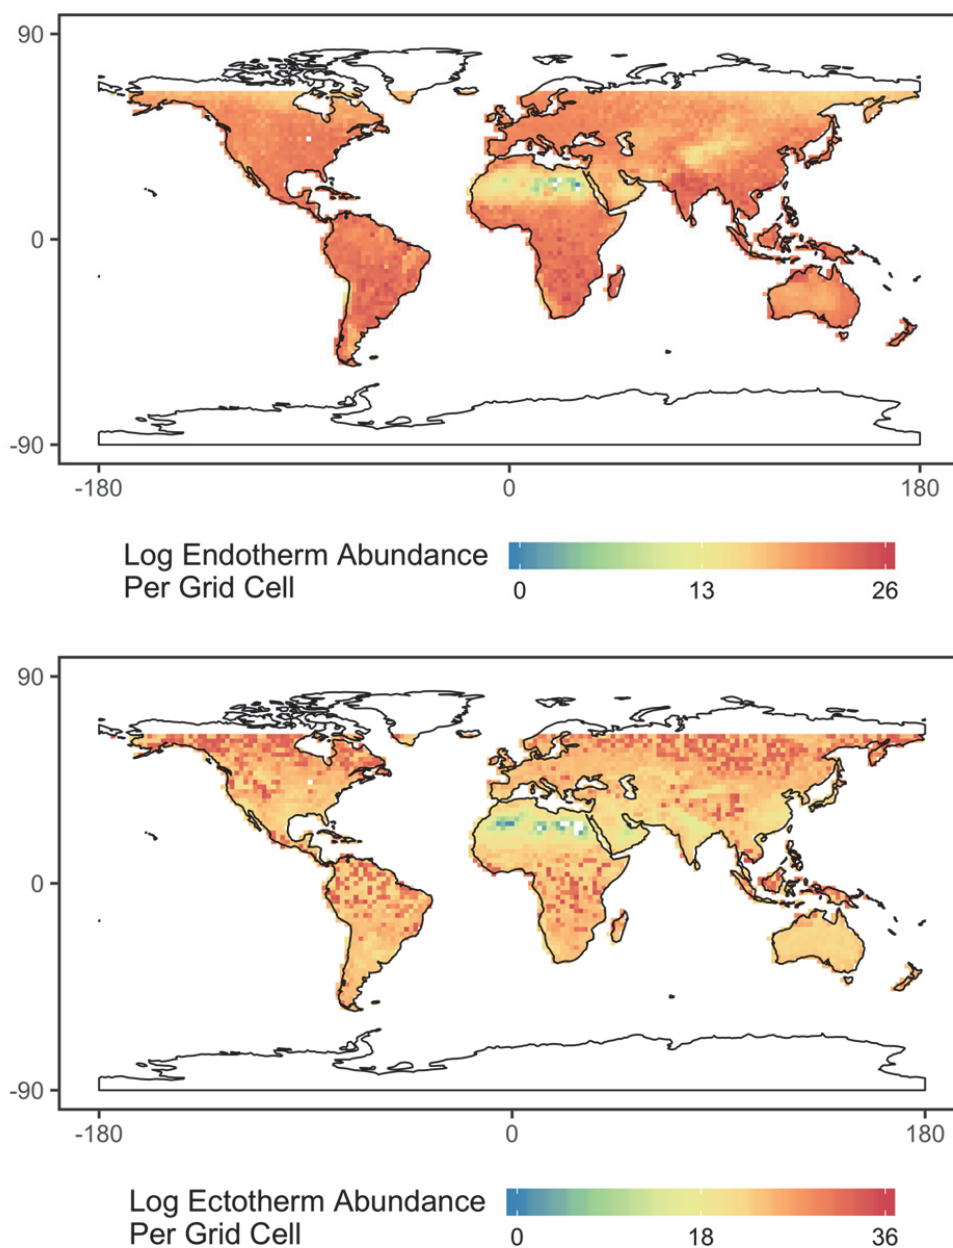 90
0
-90
-180 0 180
Log Endotherm Abundance
Per Grid Cell
0 13 26
90
0
-90
-180 0 180
Log Ectotherm Abundance
Per Grid Cell
0 18 36